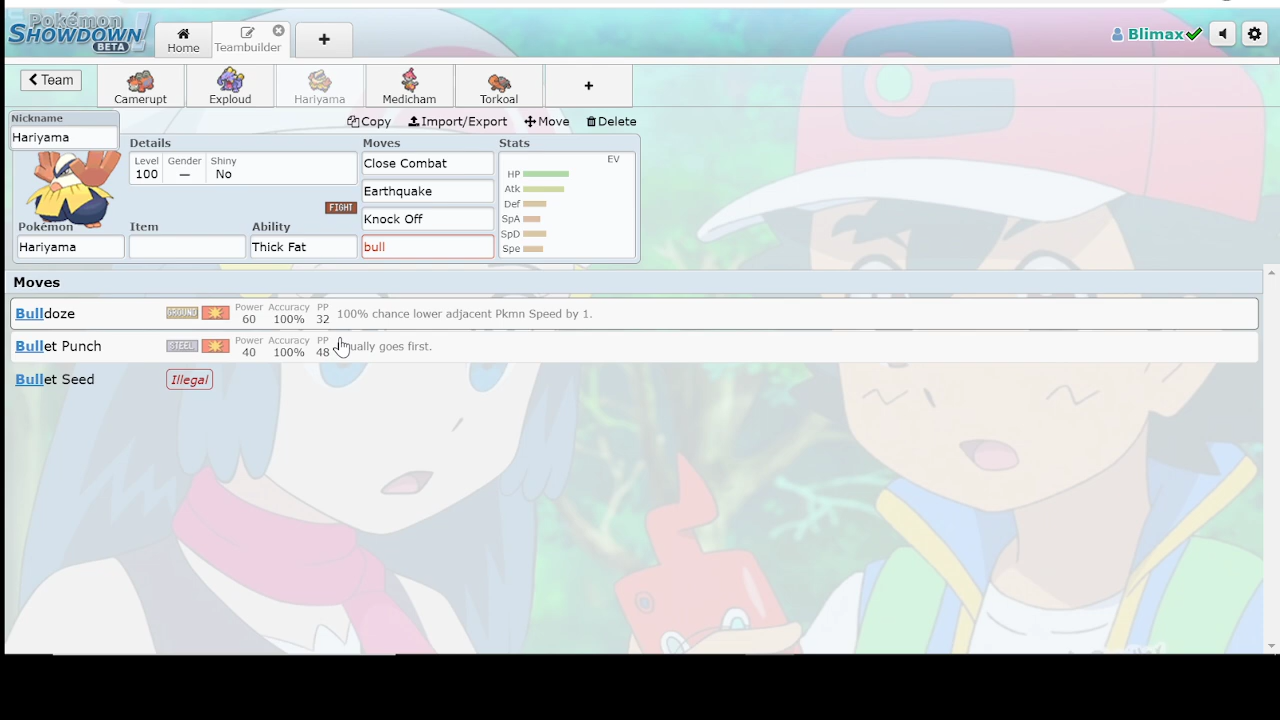 Pokémon
SHOWDOWN!
BETA
Home
Teambuilder
+
Blimax
Team
Camerupt
Exploud
Hariyama
Medicham
Torkoal
+
Nickname
Hariyama
Copy
Import/Export
Move
Delete
Details
Level
100
Gender
—
Shiny
No
FIGHT
Pokémon
Hariyama
Item
Ability
Thick Fat
Moves
Close Combat
Earthquake
Knock Off
bull
Stats
EV
HP
Atk
Def
SpA
SpD
Spe
Moves
Bulldoze GROUND Power 60 Accuracy 100% PP 32 100% chance lower adjacent Pkmn Speed by 1.
Bullet Punch STEEL Power 40 Accuracy 100% PP 48 goes first.
Bullet Seed Illegal